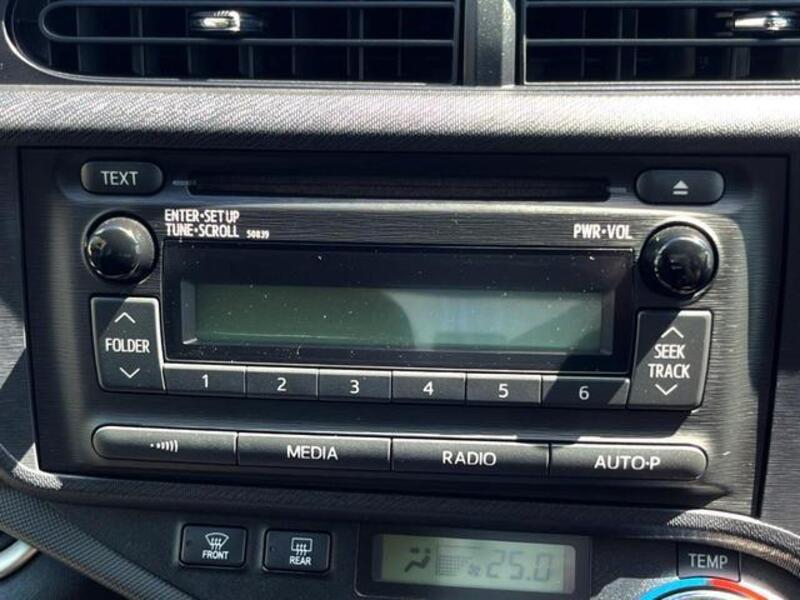 TEXT
ENTER•SETUP
TUNE•SCROLL 50839
PWR•VOL
FOLDER
SEEK
TRACK
1 2 3 4 5 6
MEDIA RADIO AUTO•P
FRONT REAR
25.0
TEMP